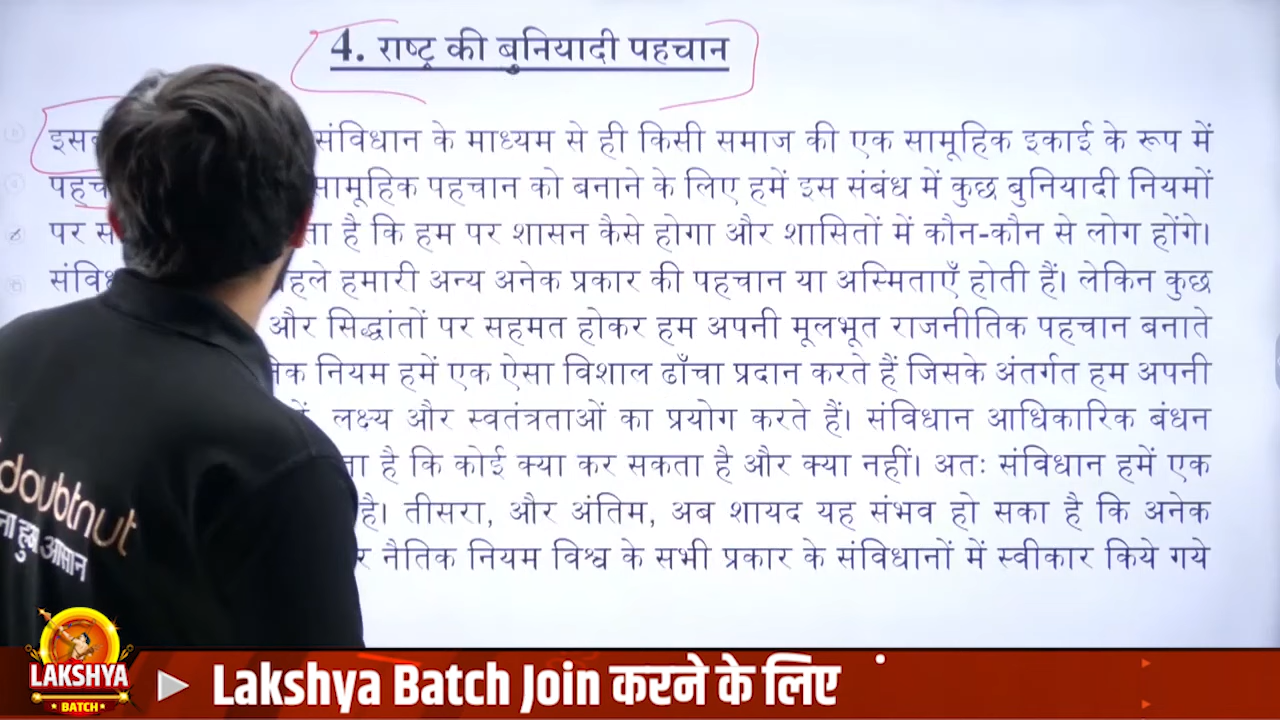 4. राष्ट्र की बुनियादी पहचान
संविधान के माध्यम से ही किसी समाज की एक सामूहिक इकाई के रूप में
सामूहिक पहचान को बनाने के लिए हमें इस संबंध में कुछ बुनियादी नियमों
पर है कि हम पर शासन कैसे होगा और शासितों में कौन-कौन से लोग होंगे।
हमारी अन्य अनेक प्रकार की पहचान या अस्मिताएँ होती हैं। लेकिन कुछ
और सिद्धांतों पर सहमत होकर हम अपनी मूलभूत राजनीतिक पहचान बनाते
नियम हमें एक ऐसा विशाल ढाँचा प्रदान करते हैं जिसके अंतर्गत हम अपनी
लक्ष्य और स्वतंत्रताओं का प्रयोग करते हैं। संविधान आधिकारिक बंधन
है कि कोई क्या कर सकता है और क्या नहीं। अतः संविधान हमें एक
है। तीसरा, और अंतिम, अब शायद यह संभव हो सका है कि अनेक
नैतिक नियम विश्व के सभी प्रकार के संविधानों में स्वीकार किये गये
doubtnut
हुआ आसान
LAKSHYA
BATCH
Lakshya Batch Join करने के लिए